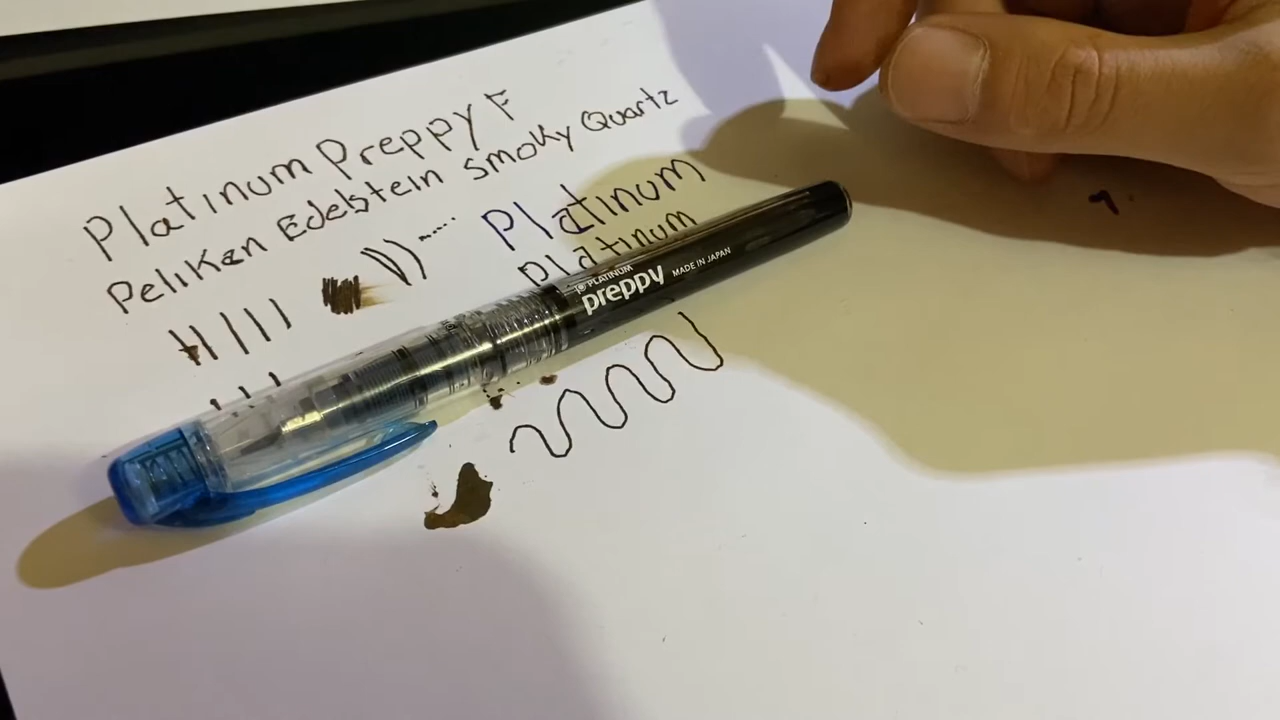 Platinum Preppy F
Pelikan Edelstein Smoky Quartz
Platinum
Platinum
PLATINUM
preppy MADE IN JAPAN